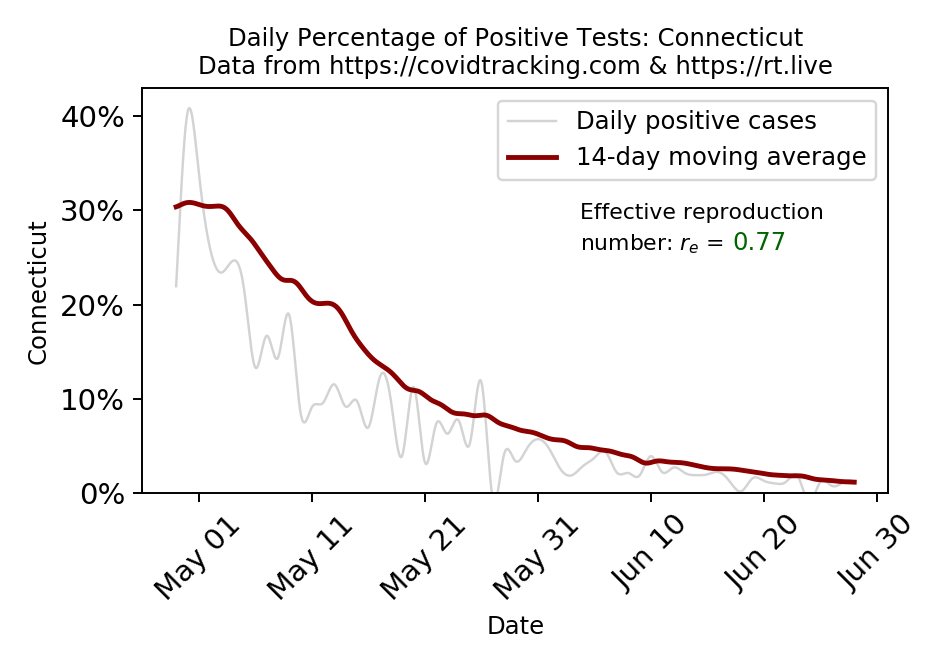 Daily Percentage of Positive Tests: Connecticut
Data from https://covidtracking.com & https://rt.live
40%
30%
20%
10%
0%
Connecticut
Daily positive cases
14-day moving average
Effective reproduction
number: rₑ = 0.77
May 01
May 11
May 21
May 31
Jun 10
Jun 20
Jun 30
Date